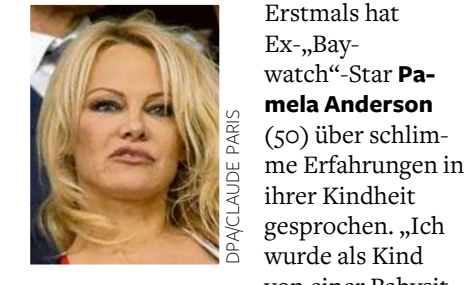 Erstmals hat
Ex-„Bay-
watch“-Star Pa-
mela Anderson
(50) über schlim-
me Erfahrungen in
ihrer Kindheit
gesprochen. „Ich
wurde als Kind
von einer Babysit-
DPA/CLAUDE PARIS